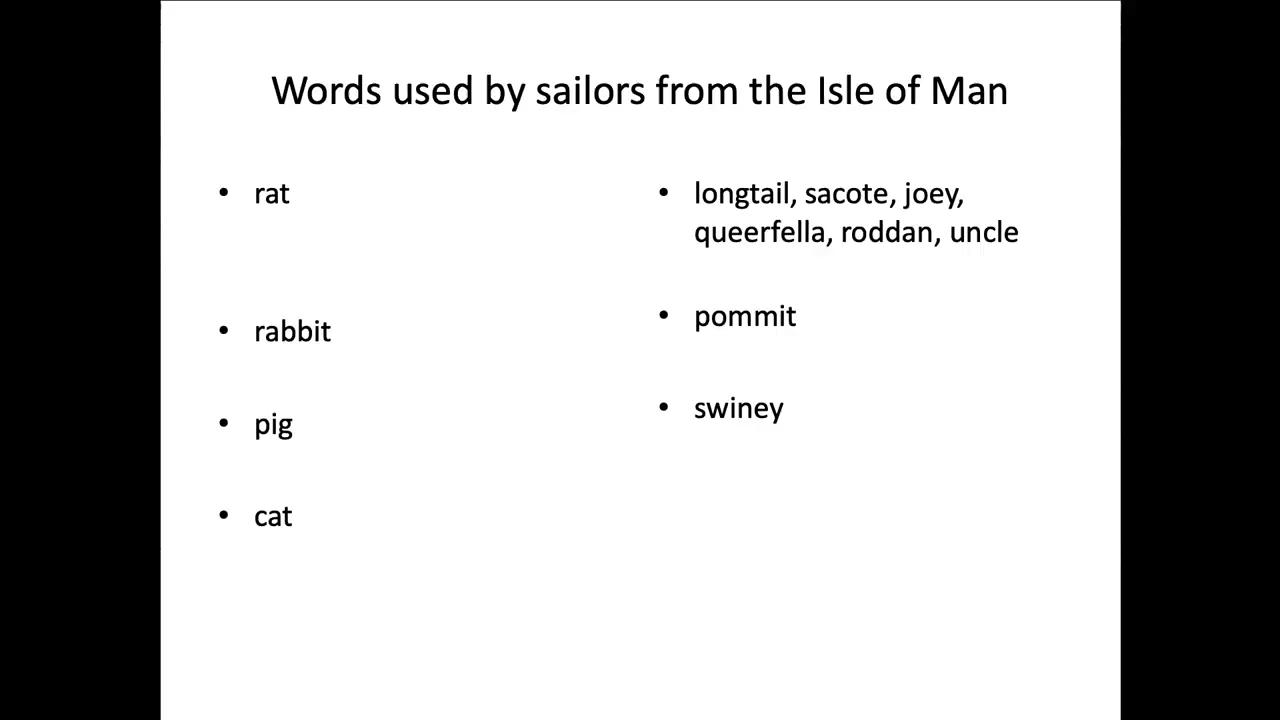 Words used by sailors from the Isle of Man
• rat
• rabbit
• pig
• cat
• longtail, sacote, joey,
queerfella, roddan, uncle
• pommit
• swiney